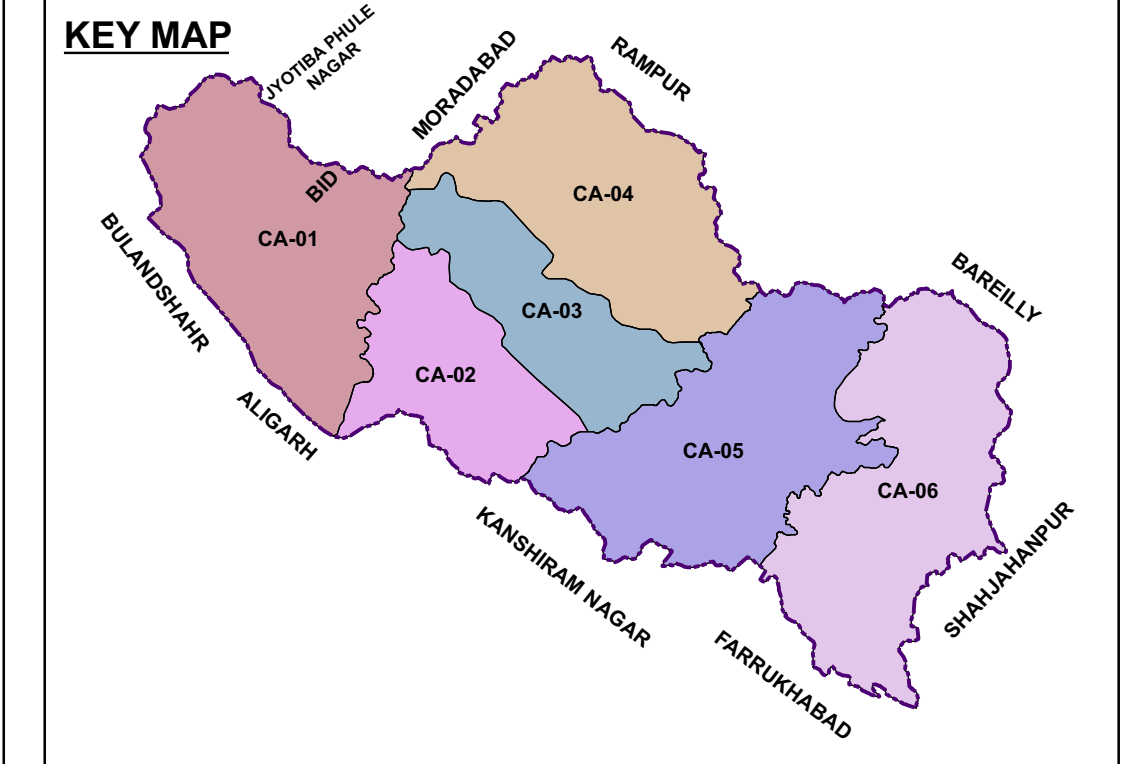 KEY MAP
JYOTIBA PHULE
NAGAR
MORADABAD
RAMPUR
BID
CA-04
CA-01
BULANDSHAHR
CA-03
BAREILLY
CA-02
ALIGARH
CA-05
CA-06
KANSHIRAM NAGAR
SHAHJAHANPUR
FARRUKHABAD